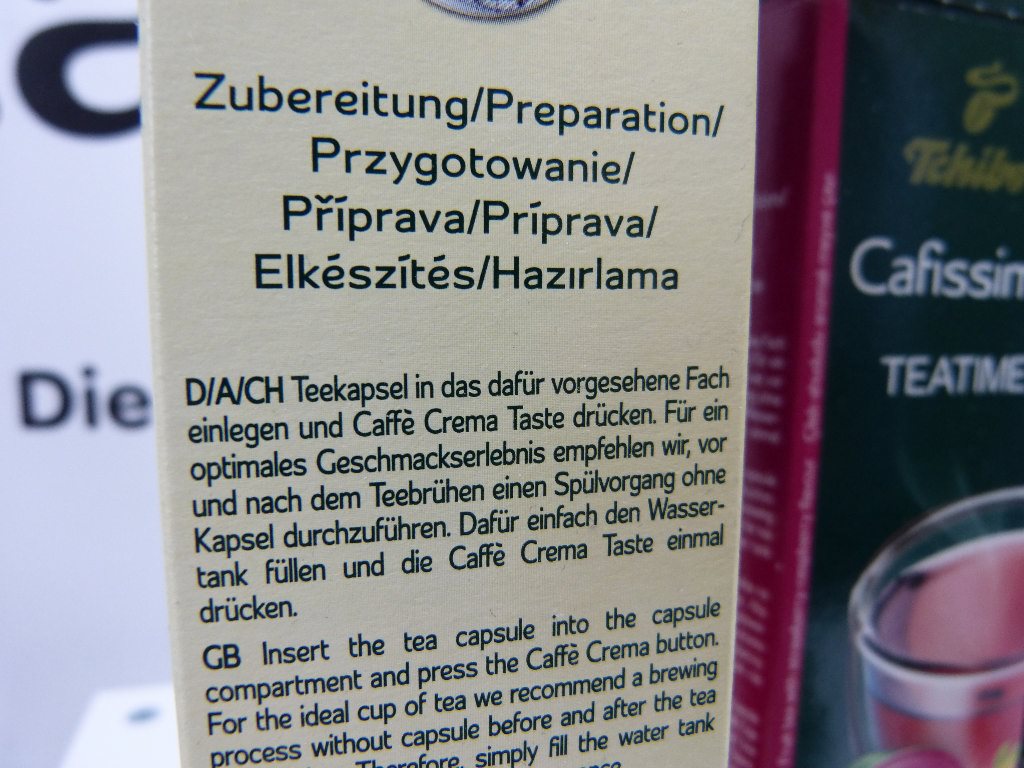 Zubereitung/Preparation/
Przygotowanie/
Příprava/Príprava/
Elkészítés/Hazırlama
D/A/CH Teekapsel in das dafür vorgesehene Fach
einlegen und Caffè Crema Taste drücken. Für ein
optimales Geschmackserlebnis empfehlen wir, vor
und nach dem Teebrühen einen Spülvorgang ohne
Kapsel durchzuführen. Dafür einfach den Wasser-
tank füllen und die Caffè Crema Taste einmal
drücken.
GB Insert the tea capsule into the capsule
compartment and press the Caffè Crema button.
For the ideal cup of tea we recommend a brewing
process without capsule before and after the tea
Therefore, simply fill the water tank
Die
Tchibo
Cafissim
TEATIME